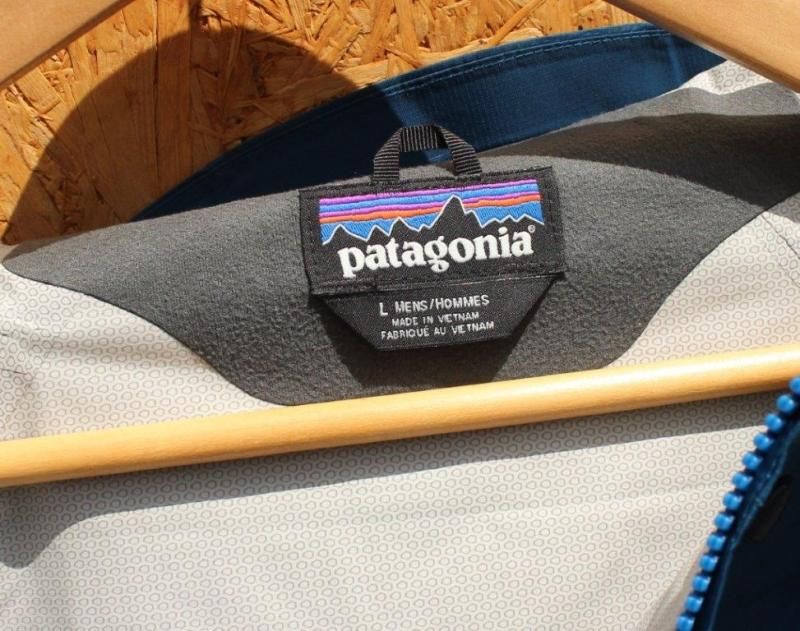 patagonia®
L MENS/HOMMES
MADE IN VIETNAM
FABRIQUÉ AU VIETNAM